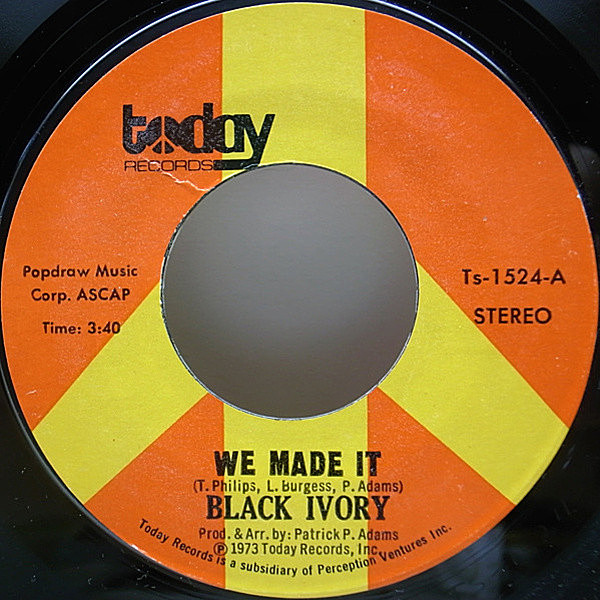 today
RECORDS
Popdraw Music
Corp. ASCAP
Time: 3:40
Ts-1524-A
STEREO
WE MADE IT
(T. Philips, L. Burgess, P. Adams)
BLACK IVORY
Prod. & Arr. by: Patrick P. Adams
℗ 1973 Today Records, Inc.
Today Records is a subsidiary of Perception Ventures Inc.